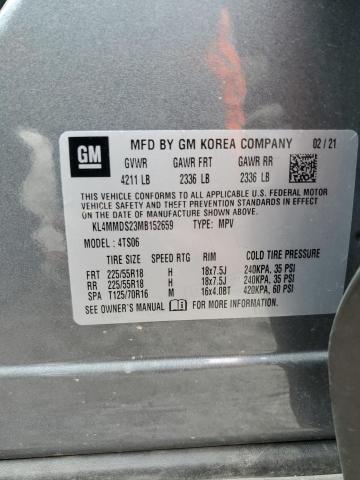 GM
MFD BY GM KOREA COMPANY 02/21
GVWR GAWR FRT GAWR RR
4211 LB 2336 LB 2336 LB
THIS VEHICLE CONFORMS TO ALL APPLICABLE U.S. FEDERAL MOTOR
VEHICLE SAFETY AND THEFT PREVENTION STANDARDS IN EFFECT
ON THE DATE OF MANUFACTURE SHOWN ABOVE.
KL4MMDS23MB152659 TYPE: MPV
MODEL: 4TS06
TIRE SIZE SPEED RTG RIM COLD TIRE PRESSURE
FRT 225/55R18 H 18x7.5J 240KPA, 35 PSI
RR 225/55R18 H 18x7.5J 240KPA, 35 PSI
SPA T125/70R16 M 16x4.0BT 420KPA, 60 PSI
SEE OWNER'S MANUAL FOR ADDITIONAL INFORMATION.